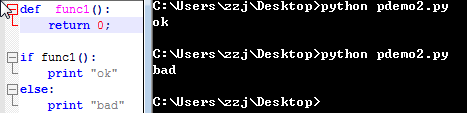 def func1():
    return 0;
if func1():
    print "ok"
else:
    print "bad"
C:\Users\zzj\Desktop>python pdemo2.py
ok
C:\Users\zzj\Desktop>python pdemo2.py
bad
C:\Users\zzj\Desktop>